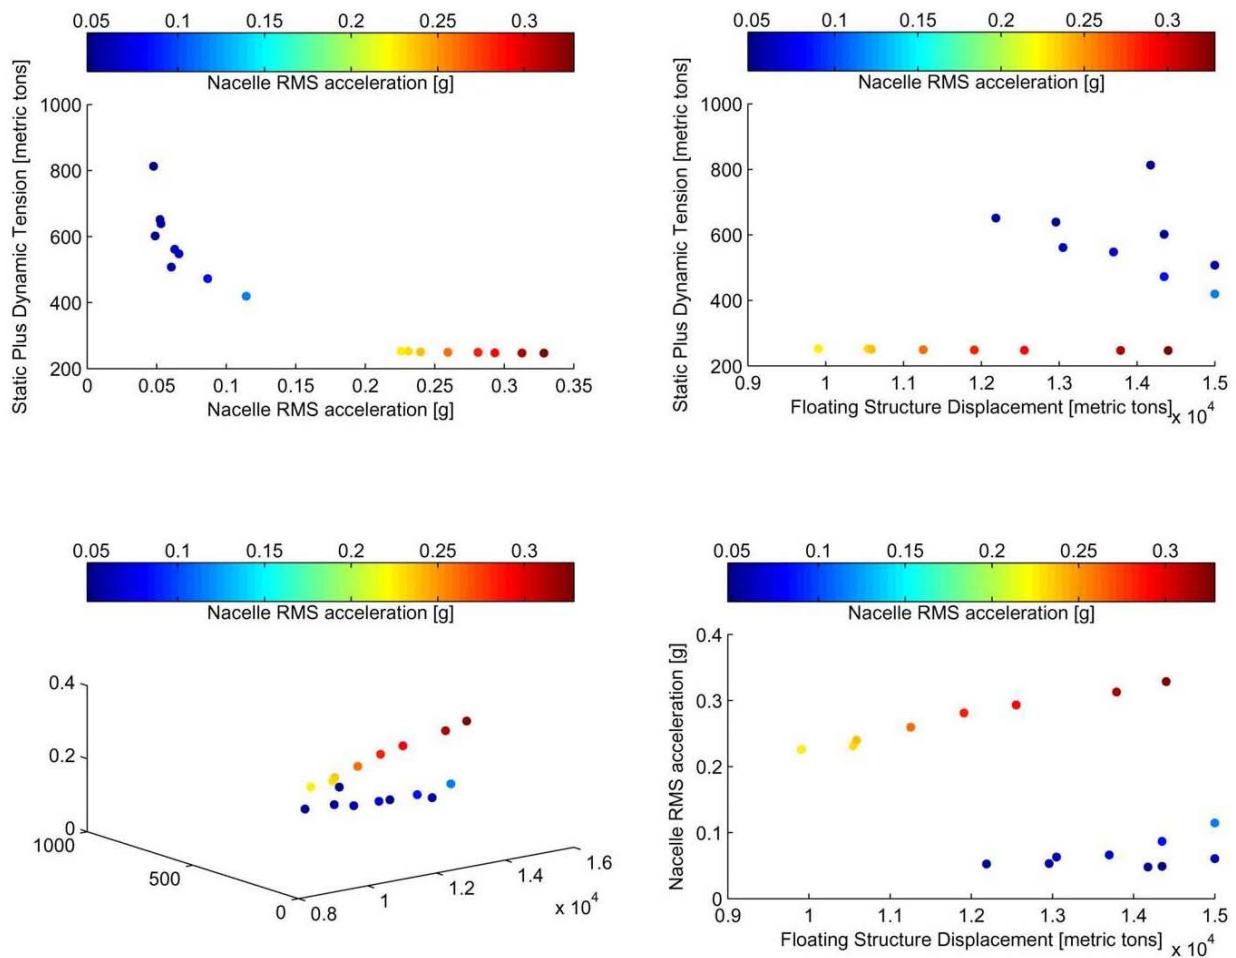 0.05 0.1 0.15 0.2 0.25 0.3
Nacelle RMS acceleration [g]
Static Plus Dynamic Tension [metric tons]
1000
800
600
400
200
0 0.05 0.1 0.15 0.2 0.25 0.3 0.35
Nacelle RMS acceleration [g]
0.05 0.1 0.15 0.2 0.25 0.3
Nacelle RMS acceleration [g]
Static Plus Dynamic Tension [metric tons]
1000
800
600
400
200
0.9 1 1.1 1.2 1.3 1.4 1.5
Floating Structure Displacement [metric tons]
x 10^4
0.05 0.1 0.15 0.2 0.25 0.3
Nacelle RMS acceleration [g]
0.4
0.2
0
1000
500
0
0.8
1
1.2
1.4
1.6
x 10^4
0.05 0.1 0.15 0.2 0.25 0.3
Nacelle RMS acceleration [g]
Nacelle RMS acceleration [g]
0.4
0.3
0.2
0.1
0
0.9 1 1.1 1.2 1.3 1.4 1.5
Floating Structure Displacement [metric tons]
x 10^4